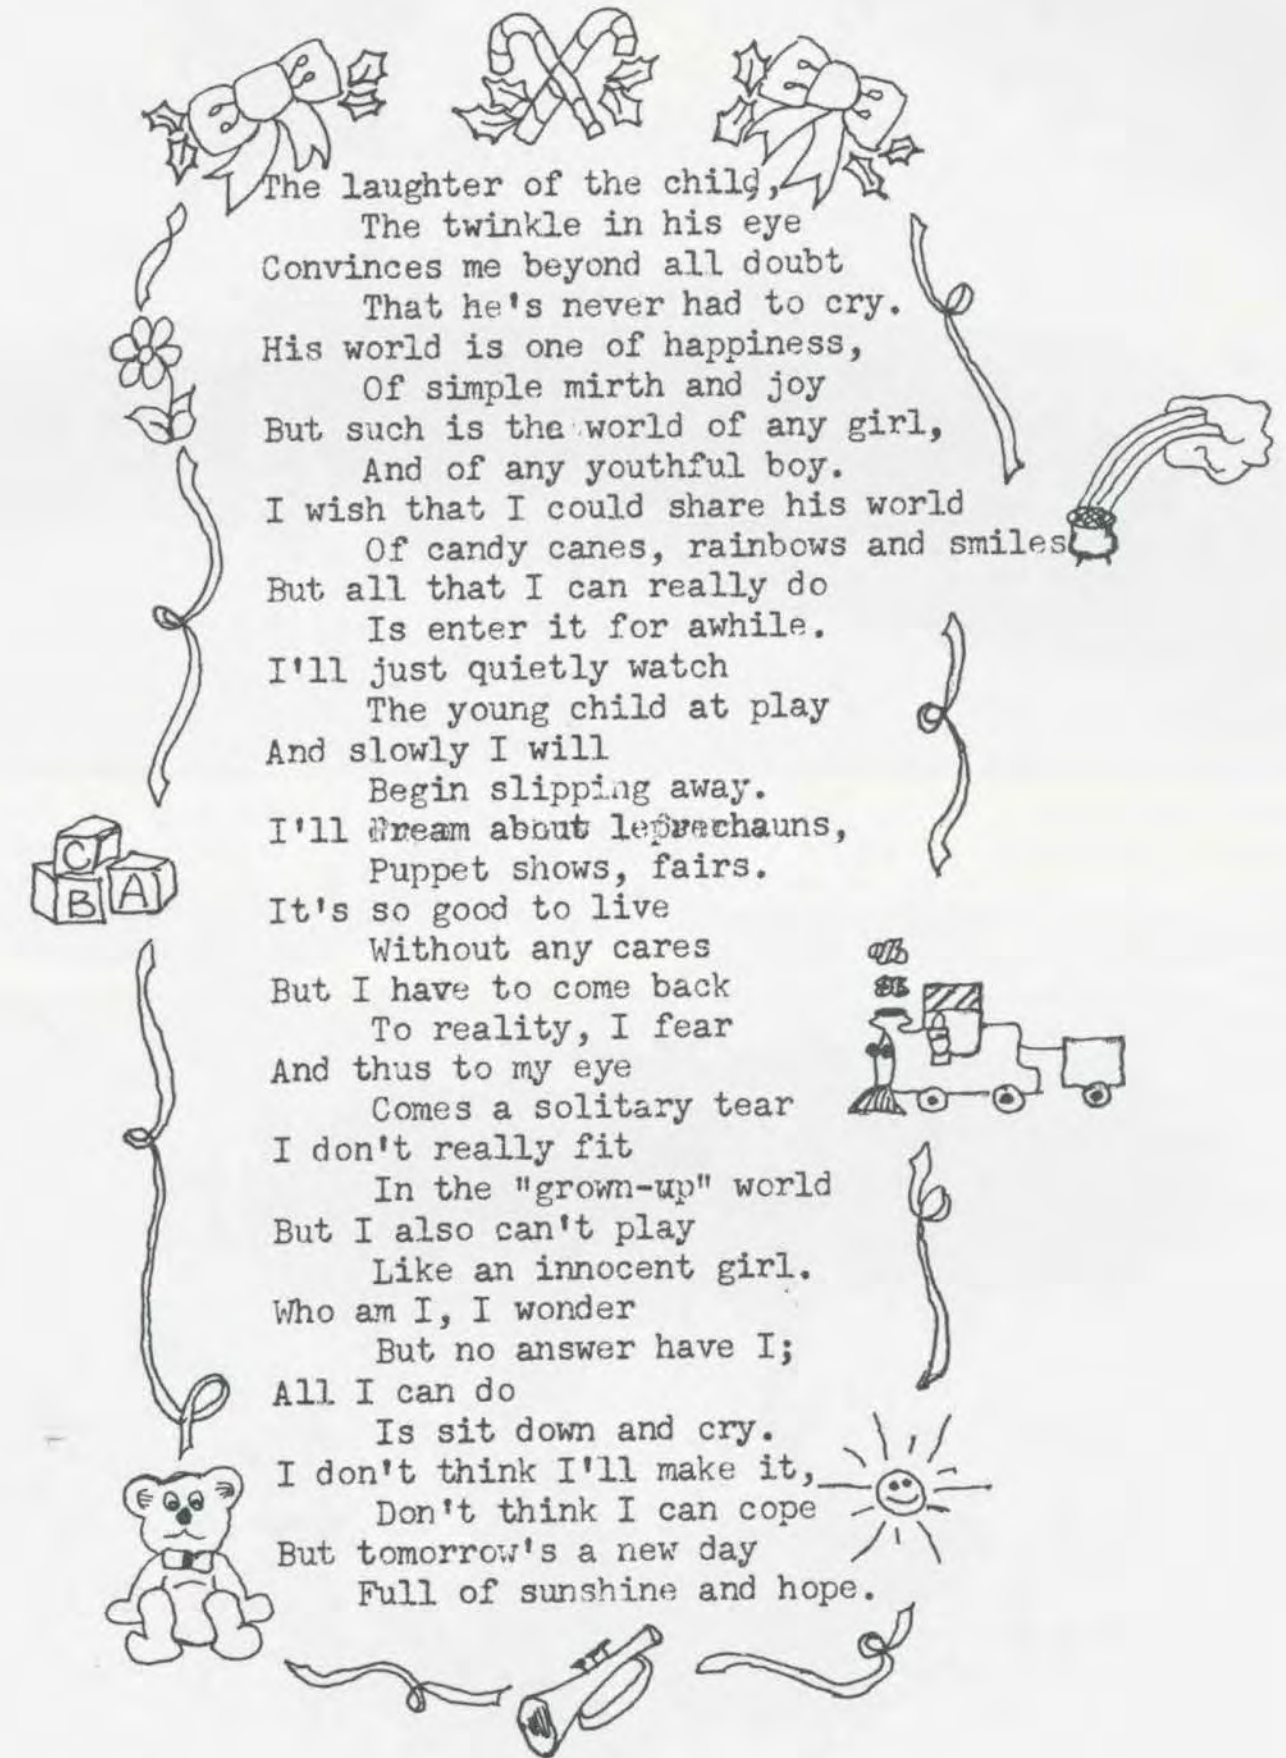 The laughter of the child,
The twinkle in his eye
Convinces me beyond all doubt
That he's never had to cry.
His world is one of happiness,
Of simple mirth and joy
But such is the world of any girl,
And of any youthful boy.
I wish that I could share his world
Of candy canes, rainbows and smiles
But all that I can really do
Is enter it for awhile.
I'll just quietly watch
The young child at play
And slowly I will
Begin slipping away.
I'll dream about leprechauns,
Puppet shows, fairs.
It's so good to live
Without any cares
But I have to come back
To reality, I fear
And thus to my eye
Comes a solitary tear
I don't really fit
In the "grown-up" world
But I also can't play
Like an innocent girl.
Who am I, I wonder
But no answer have I;
All I can do
Is sit down and cry.
I don't think I'll make it,
Don't think I can cope
But tomorrow's a new day
Full of sunshine and hope.
C
B A